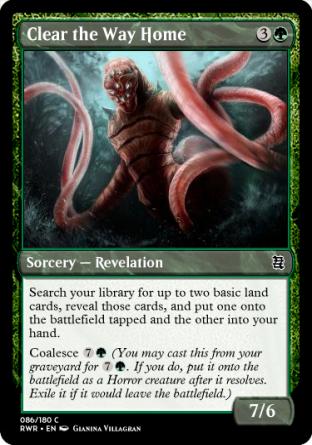 Clear the Way Home 3
Sorcery — Revelation
Search your library for up to two basic land
cards, reveal those cards, and put one onto
the battlefield tapped and the other into your
hand.
Coalesce 7 (You may cast this from your
graveyard for 7 . If you do, put it onto the
battlefield as a Horror creature after it resolves.
Exile it if it would leave the battlefield.)
7/6
086/180 C
RWR • EN Gianina Villagran